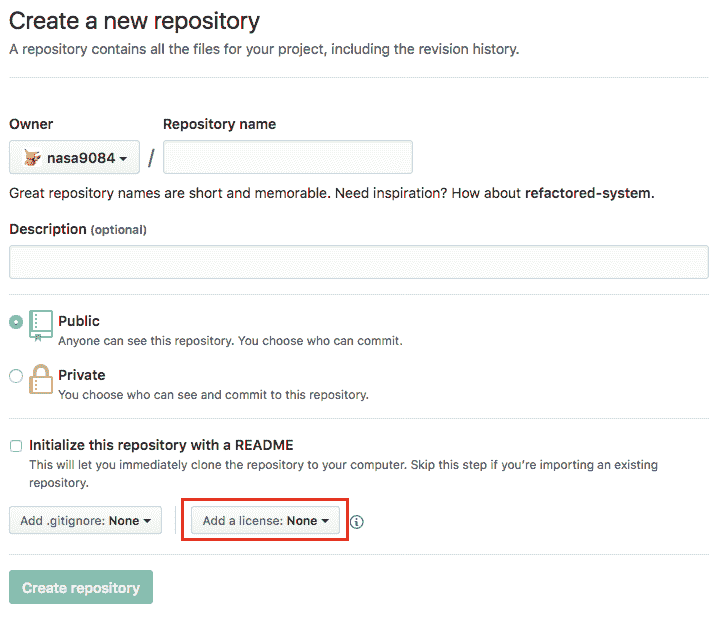 Create a new repository
A repository contains all the files for your project, including the revision history.
Owner
Repository name
nasa9084
/
Great repository names are short and memorable. Need inspiration? How about refactored-system.
Description (optional)
Public
Anyone can see this repository. You choose who can commit.
Private
You choose who can see and commit to this repository.
Initialize this repository with a README
This will let you immediately clone the repository to your computer. Skip this step if you’re importing an existing
repository.
Add .gitignore: None
Add a license: None
Create repository